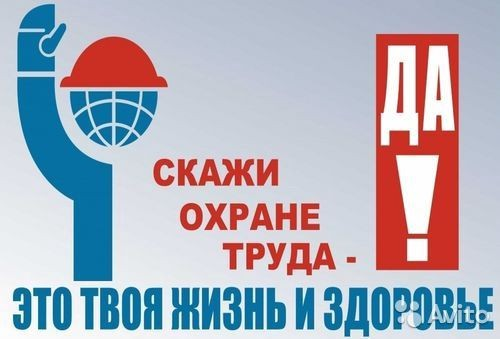 СКАЖИ
ОХРАНЕ
ТРУДА -
ДА
!
ЭТО ТВОЯ ЖИЗНЬ И ЗДОРОВЬЕ
Avito